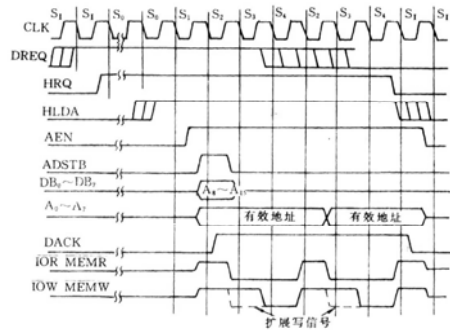 S₁ S₁ S₀ S₀ S₁ S₂ S₃ S₄ S₂ S₃ S₄ S₁ S₁
CLK
DREQ
HRQ
HLDA
AEN
ADSTB
DB₀～DB₇ A₈～A₁₅
A₀～A₇ 有效地址 有效地址
DACK
IOR MEMR
IOW MEMW
扩展写信号